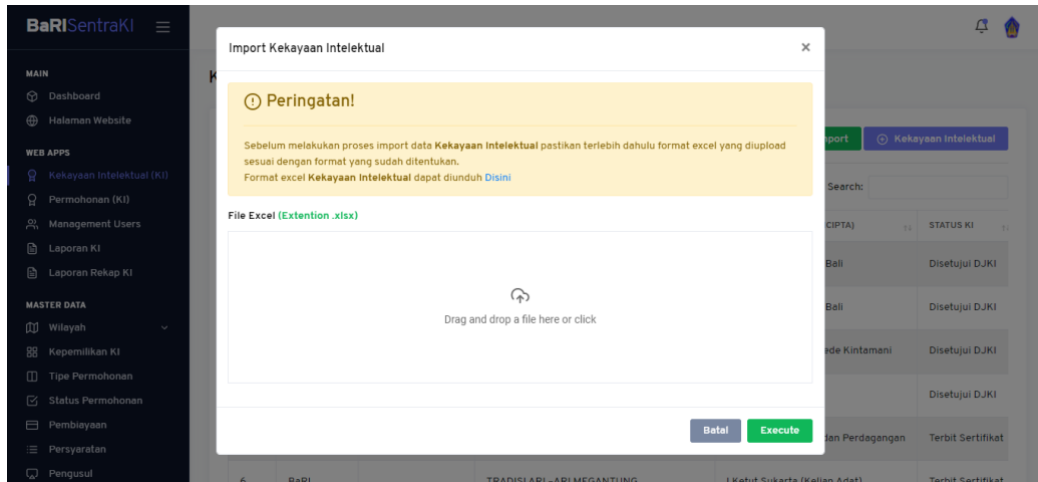 BaRISentraKI
MAIN
Dashboard
Halaman Website
WEB APPS
Kekayaan Intelektual (KI)
Permohonan (KI)
Management Users
Laporan KI
Laporan Rekap KI
MASTER DATA
Wilayah
Kepemilikan KI
Tipe Permohonan
Status Permohonan
Pembiayaan
Persyaratan
Pengusul
K
Import Kekayaan Intelektual
×
Peringatan!
Sebelum melakukan proses import data Kekayaan Intelektual pastikan terlebih dahulu format excel yang diupload
sesuai dengan format yang sudah ditentukan.
Format excel Kekayaan Intelektual dapat diunduh Disini
File Excel (Extention .xlsx)
Drag and drop a file here or click
Batal Execute
port Kekayaan Intelektual
Search:
CIPTA) STATUS KI
Bali Disetujui DJKI
Bali Disetujui DJKI
ede Kintamani Disetujui DJKI
Disetujui DJKI
dan Perdagangan Terbit Sertifikat
6 BaRI TRADISI API - API MEGANTUNG I Ketut Sukarta (Kelian Adat) Terbit Sertifikat